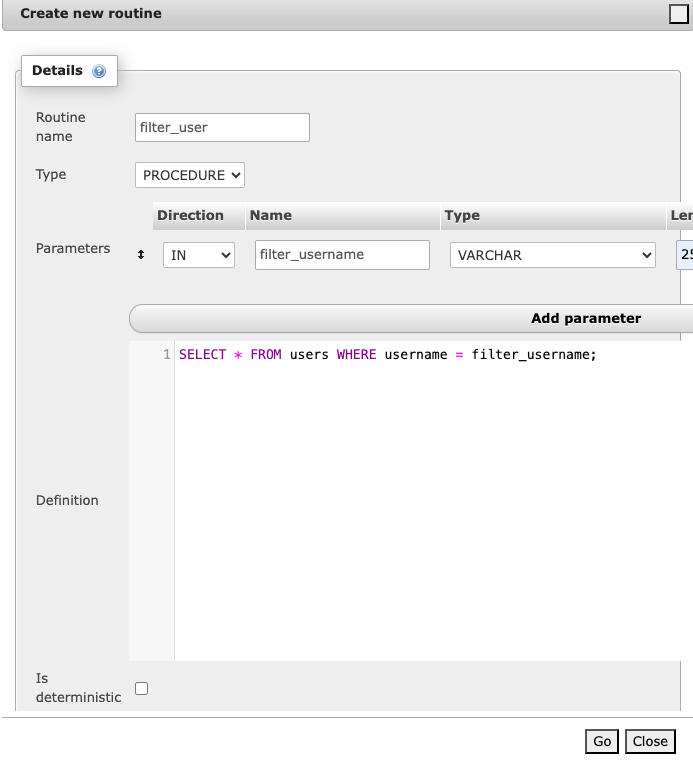 Create new routine
Details
Routine
name
filter_user
Type
PROCEDURE
Direction Name Type
Parameters
IN filter_username VARCHAR
Add parameter
1 SELECT * FROM users WHERE username = filter_username;
Definition
Is
deterministic
Go Close